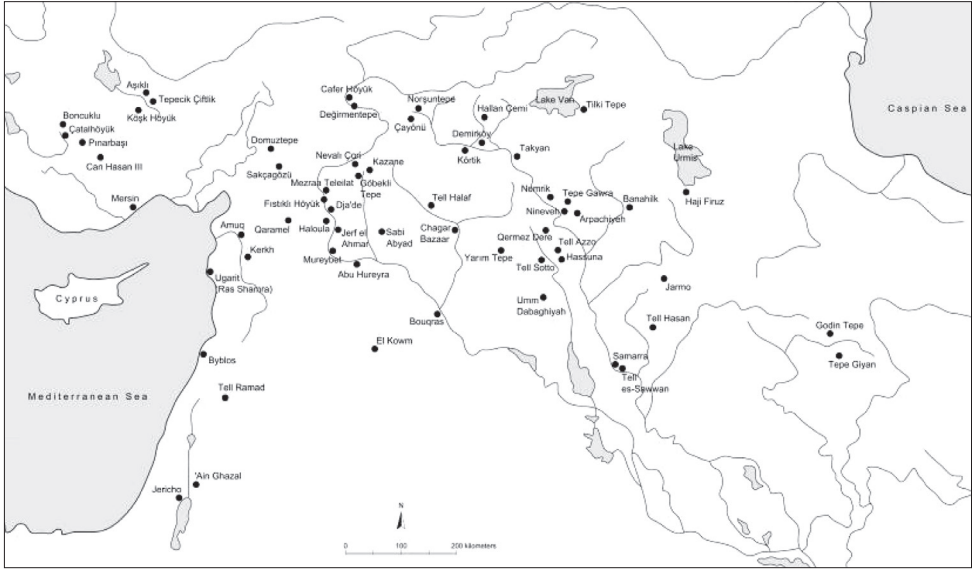 Aşıklı
Tepecik Çiftlik
Köşk Höyük
Boncuklu
Çatalhöyük
Pınarbaşı
Can Hasan III
Mersin
Cafer Höyük
Değirmentepe
Norşuntepe
Çayönü
Hallan Çemi
Lake Van
Tilki Tepe
Demirköy
Körtik
Takyan
Caspian Sea
Lake
Urmis
Haji Firuz
Domuztepe
Sakçagözü
Nevalı Çori
Kazane
Göbekli
Tepe
Mezraa Teleilat
Fıstıklı Höyük
Dja'de
Tell Halaf
Nemrik
Tepe Gawra
Nineveh
Arpachiyeh
Banahilk
Amuq
Qaramel
Haloula
Jerf el
Ahmar
Sabi
Abyad
Chagar
Bazaar
Qermez Dere
Tell Azzo
Hassuna
Kerkh
Mureybet
Abu Hureyra
Yarım Tepe
Tell Sotto
Ugarit
(Ras Shamra)
Cyprus
Umm
Dabaghiyah
Jarmo
Bouqras
Tell Hasan
Godin Tepe
El Kowm
Byblos
Samarra
Tell
es-Sawwan
Tepe Giyan
Tell Ramad
Mediterranean Sea
'Ain Ghazal
Jericho
N
0 100 200 kilometers